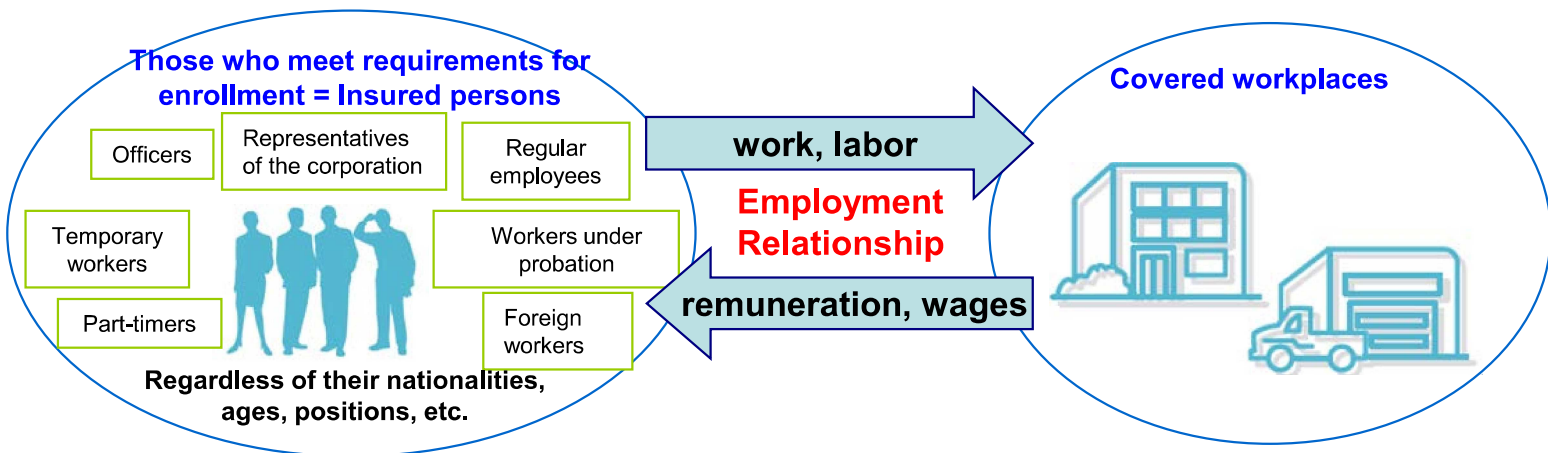 Those who meet requirements for
enrollment = Insured persons
Officers
Representatives
of the corporation
Regular
employees
Temporary
workers
Workers under
probation
Part-timers
Foreign
workers
Regardless of their nationalities,
ages, positions, etc.
work, labor
Employment
Relationship
remuneration, wages
Covered workplaces